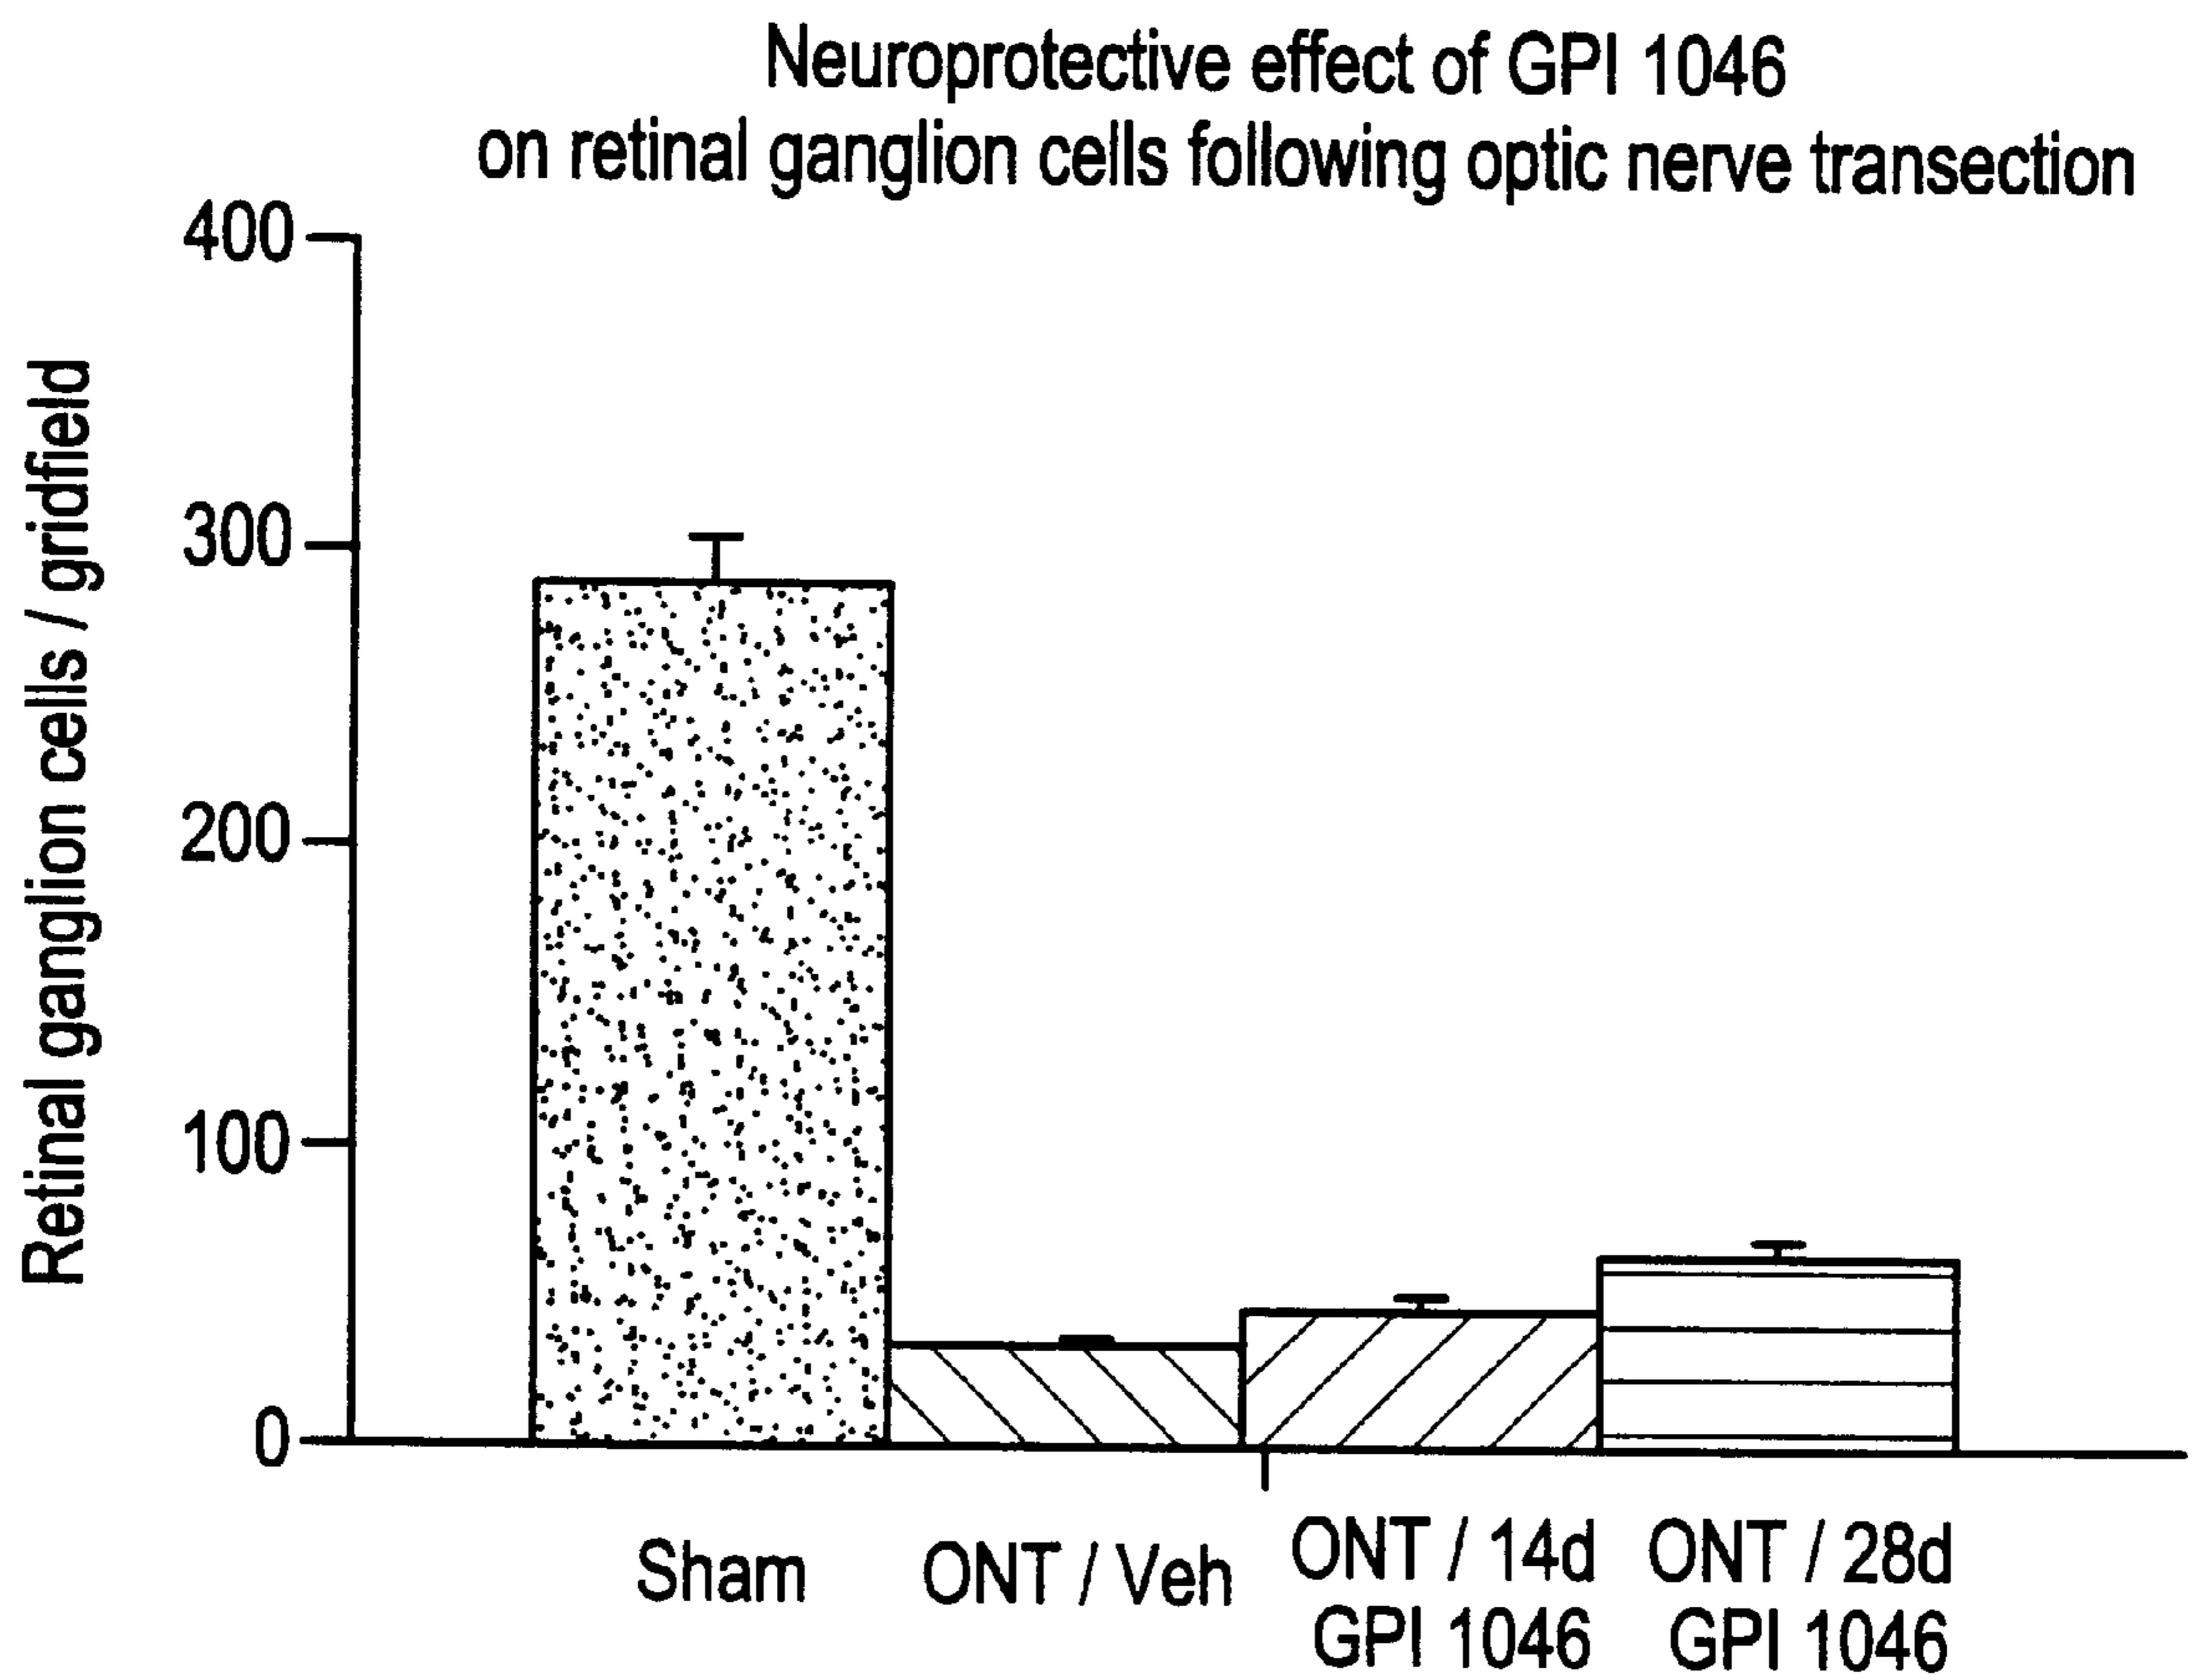 Neuroprotective effect of GPI 1046
on retinal ganglion cells following optic nerve transection
Retinal ganglion cells / gridfield
400
300
200
100
0
Sham
ONT / Veh
ONT / 14d
GPI 1046
ONT / 28d
GPI 1046